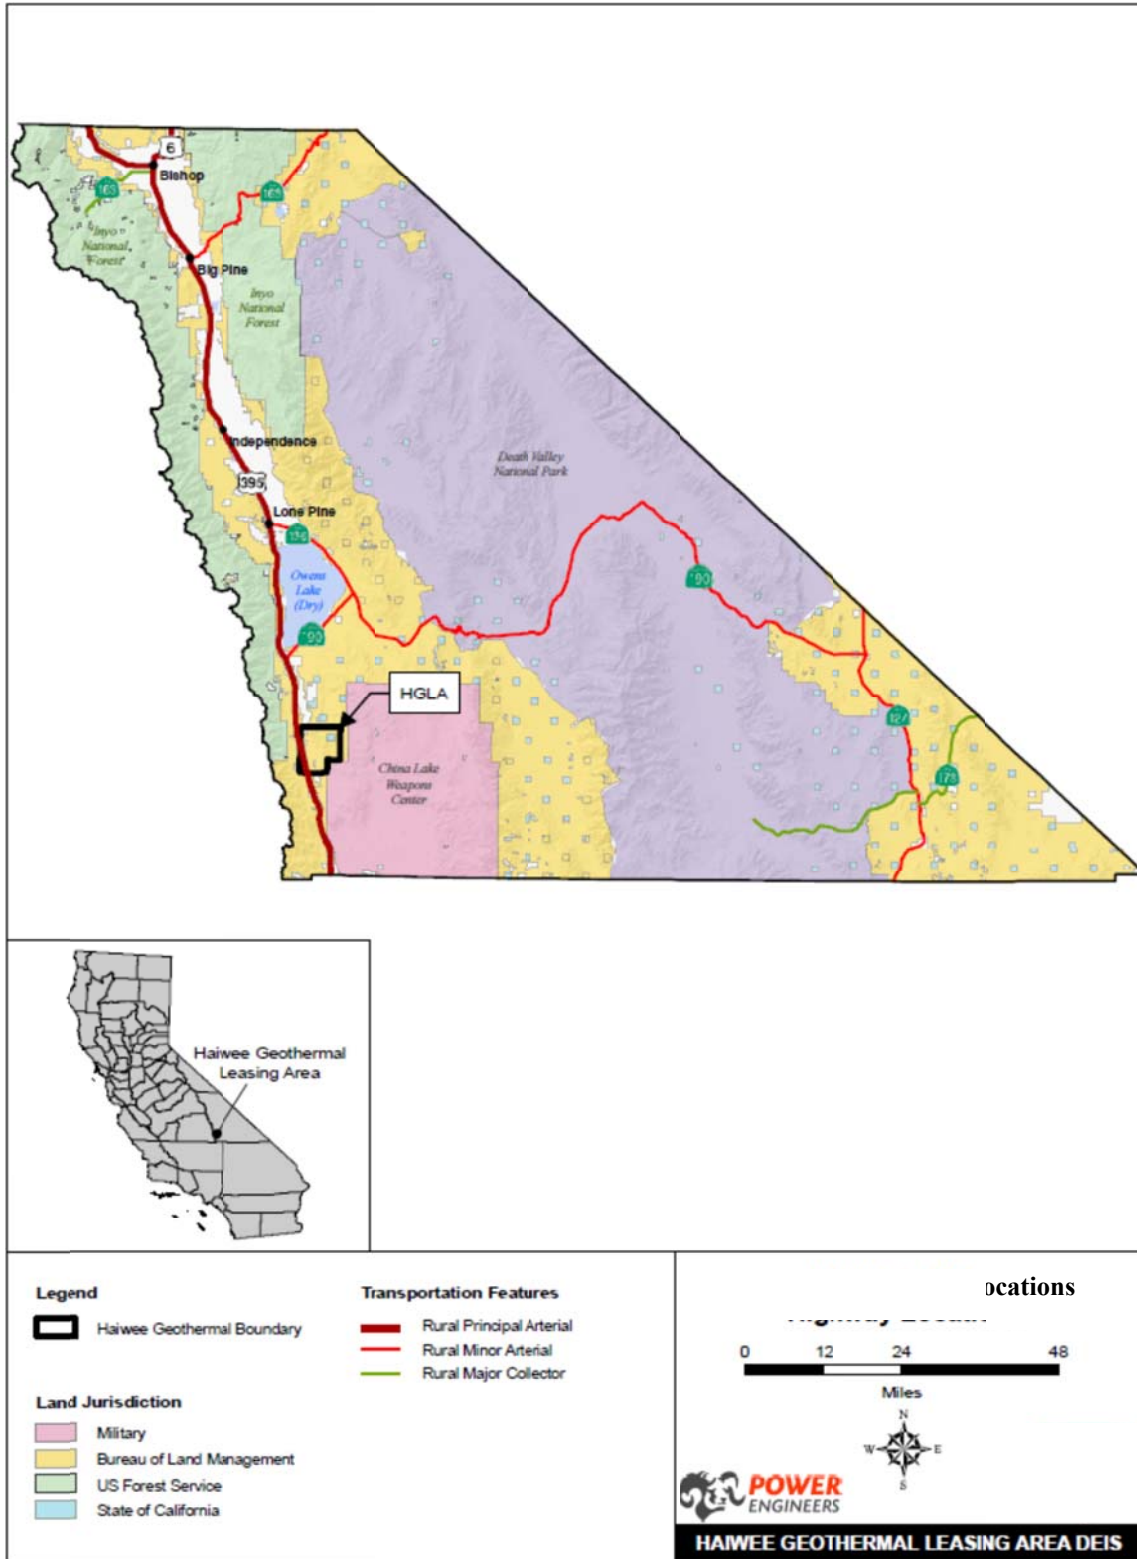 6
Bishop
168
168
Inyo
National
Forest
Big Pine
Inyo
National
Forest
Independence
395
Death Valley
National Park
Lone Pine
136
190
Owens
Lake
(Dry)
190
HGLA
127
China Lake
Weapons
Center
178
Haiwee Geothermal
Leasing Area
Legend
Haiwee Geothermal Boundary
Land Jurisdiction
Military
Bureau of Land Management
US Forest Service
State of California
Transportation Features
Rural Principal Arterial
Rural Minor Arterial
Rural Major Collector
ocations
0 12 24 48
Miles
N
W E
S
POWER
ENGINEERS
HAIWEE GEOTHERMAL LEASING AREA DEIS